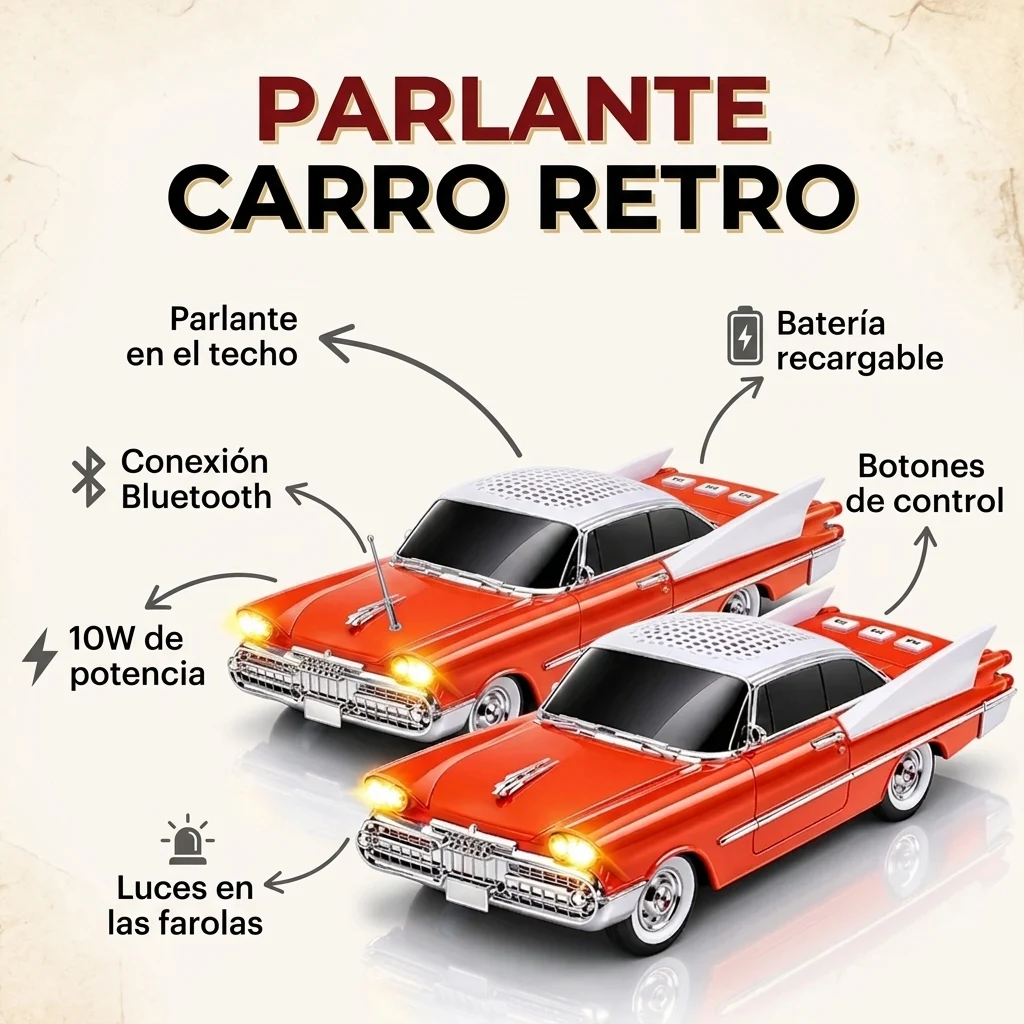 PARLANTE
CARRO RETRO
Parlante
en el techo
Batería
recargable
Conexión
Bluetooth
Botones
de control
10W de
potencia
Luces en
las farolas